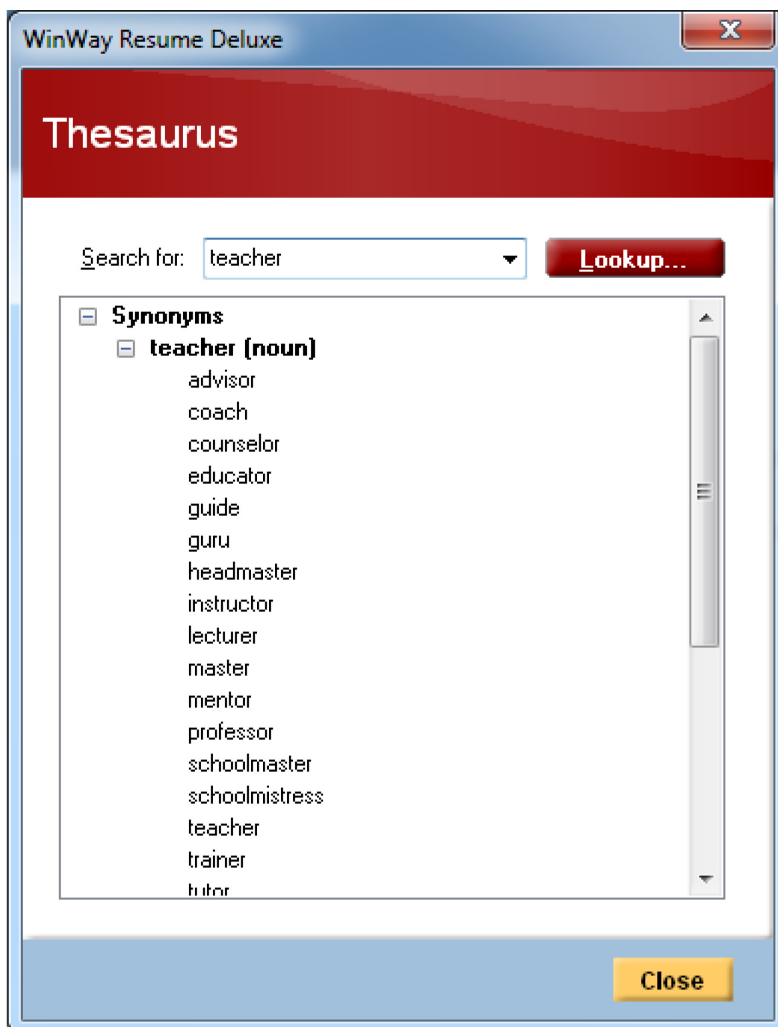 WinWay Resume Deluxe
Thesaurus
Search for: teacher Lookup...
Synonyms
teacher (noun)
advisor
coach
counselor
educator
guide
guru
headmaster
instructor
lecturer
master
mentor
professor
schoolmaster
schoolmistress
teacher
trainer
tutor
Close